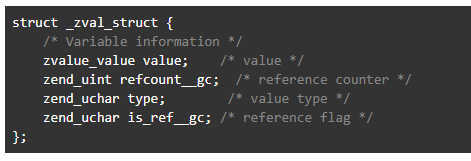 struct _zval_struct {
    /* Variable information */
    zvalue_value value;    /* value */
    zend_uint refcount__gc;  /* reference counter */
    zend_uchar type;        /* value type */
    zend_uchar is_ref__gc; /* reference flag */
};